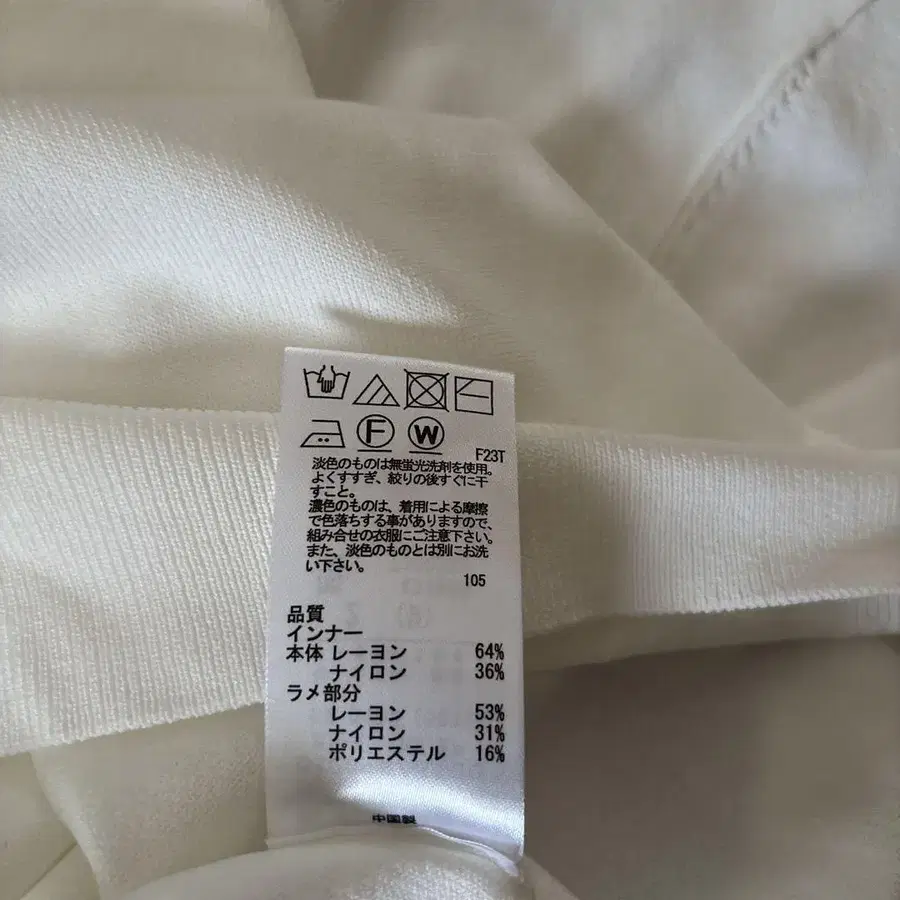 F W
F23T
淡色のものは無蛍光洗剤を使用。
よくすすぎ、絞りの後すぐに干
すこと。
濃色のものは、着用による摩擦
で色落ちする事がありますので、
組み合せの衣服にご注意下さい。
また、淡色のものとは別にお洗
い下さい。
105
品質
インナー
本体 レーヨン 64%
ナイロン 36%
ラメ部分
レーヨン 53%
ナイロン 31%
ポリエステル 16%
中国製